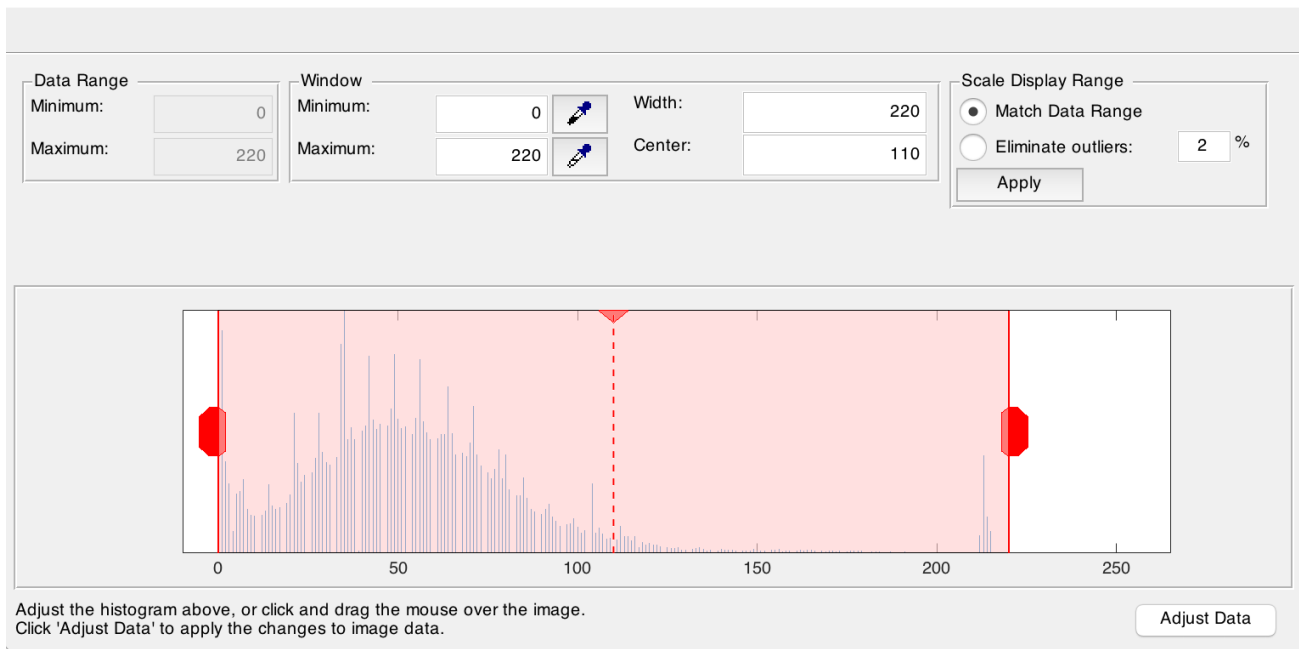 Data Range
Minimum:
0
Maximum:
220
Window
Minimum:
0
Maximum:
220
Width:
220
Center:
110
Scale Display Range
Match Data Range
Eliminate outliers:
2
%
Apply
0
50
100
150
200
250
Adjust the histogram above, or click and drag the mouse over the image.
Click 'Adjust Data' to apply the changes to image data.
Adjust Data